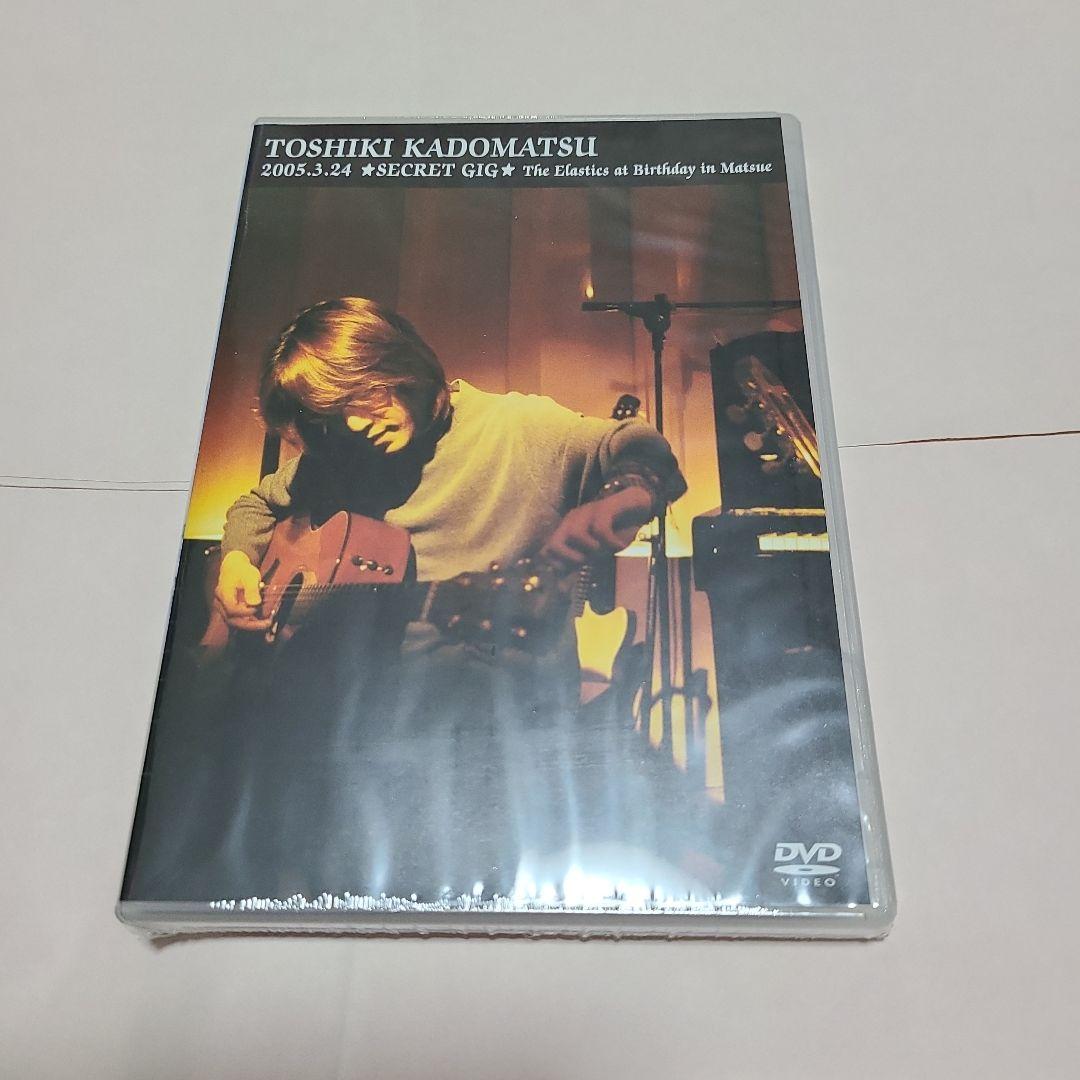 TOSHIKI KADOMATSU
2005.3.24 ★SECRET GIG★ The Elastics at Birthday in Matsue
DVD
VIDEO